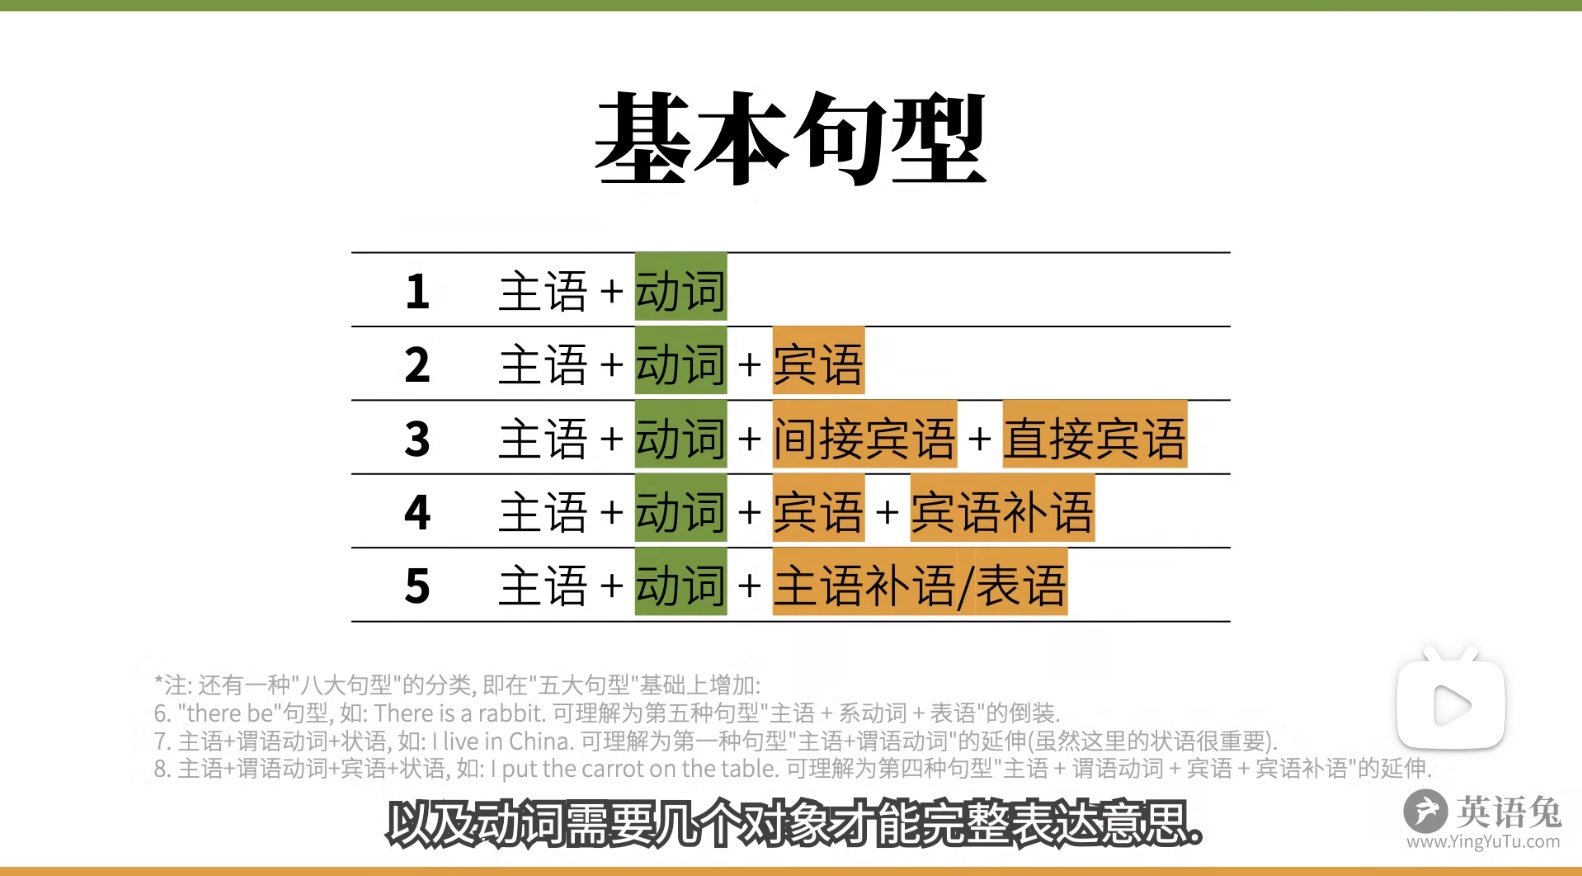 基本句型
1 主语 + 动词
2 主语 + 动词 + 宾语
3 主语 + 动词 + 间接宾语 + 直接宾语
4 主语 + 动词 + 宾语 + 宾语补语
5 主语 + 动词 + 主语补语/表语
*注: 还有一种"八大句型"的分类, 即在"五大句型"基础上增加:
6. "there be"句型, 如: There is a rabbit. 可理解为第五种句型"主语 + 系动词 + 表语"的倒装.
7. 主语+谓语动词+状语, 如: I live in China. 可理解为第一种句型"主语+谓语动词"的延伸(虽然这里的状语很重要).
8. 主语+谓语动词+宾语+状语, 如: I put the carrot on the table. 可理解为第四种句型"主语 + 谓语动词 + 宾语 + 宾语补语"的延伸.
以及动词需要几个对象才能完整表达意思.
英语兔
www.YingYuTu.com